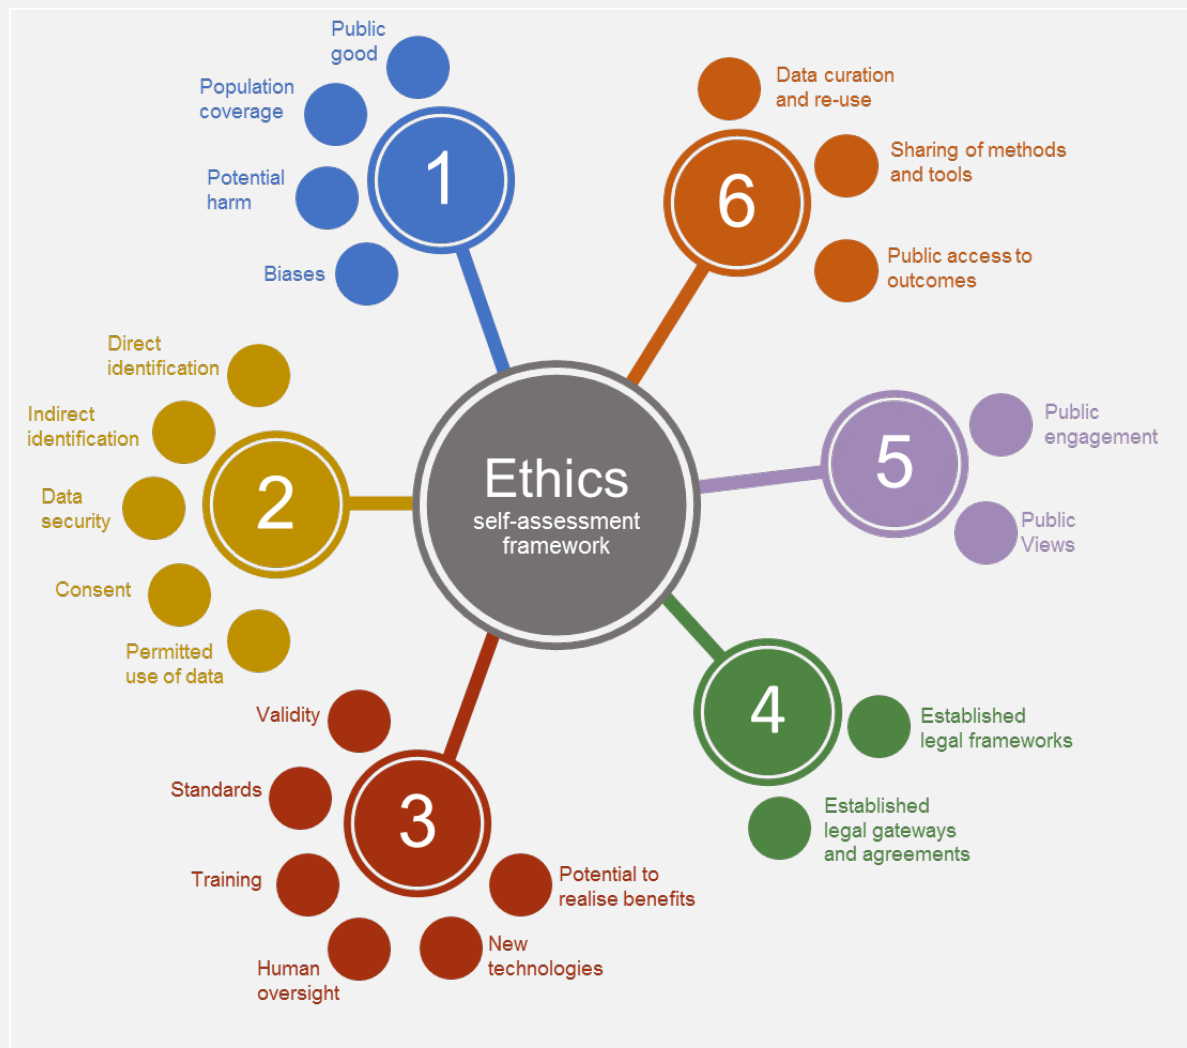 Ethics
self-assessment
framework
1
Public
good
Population
coverage
Potential
harm
Biases
2
Direct
identification
Indirect
identification
Data
security
Consent
Permitted
use of data
3
Validity
Standards
Training
Human
oversight
New
technologies
Potential to
realise benefits
4
Established
legal frameworks
Established
legal gateways
and agreements
5
Public
engagement
Public
Views
6
Data curation
and re-use
Sharing of methods
and tools
Public access to
outcomes